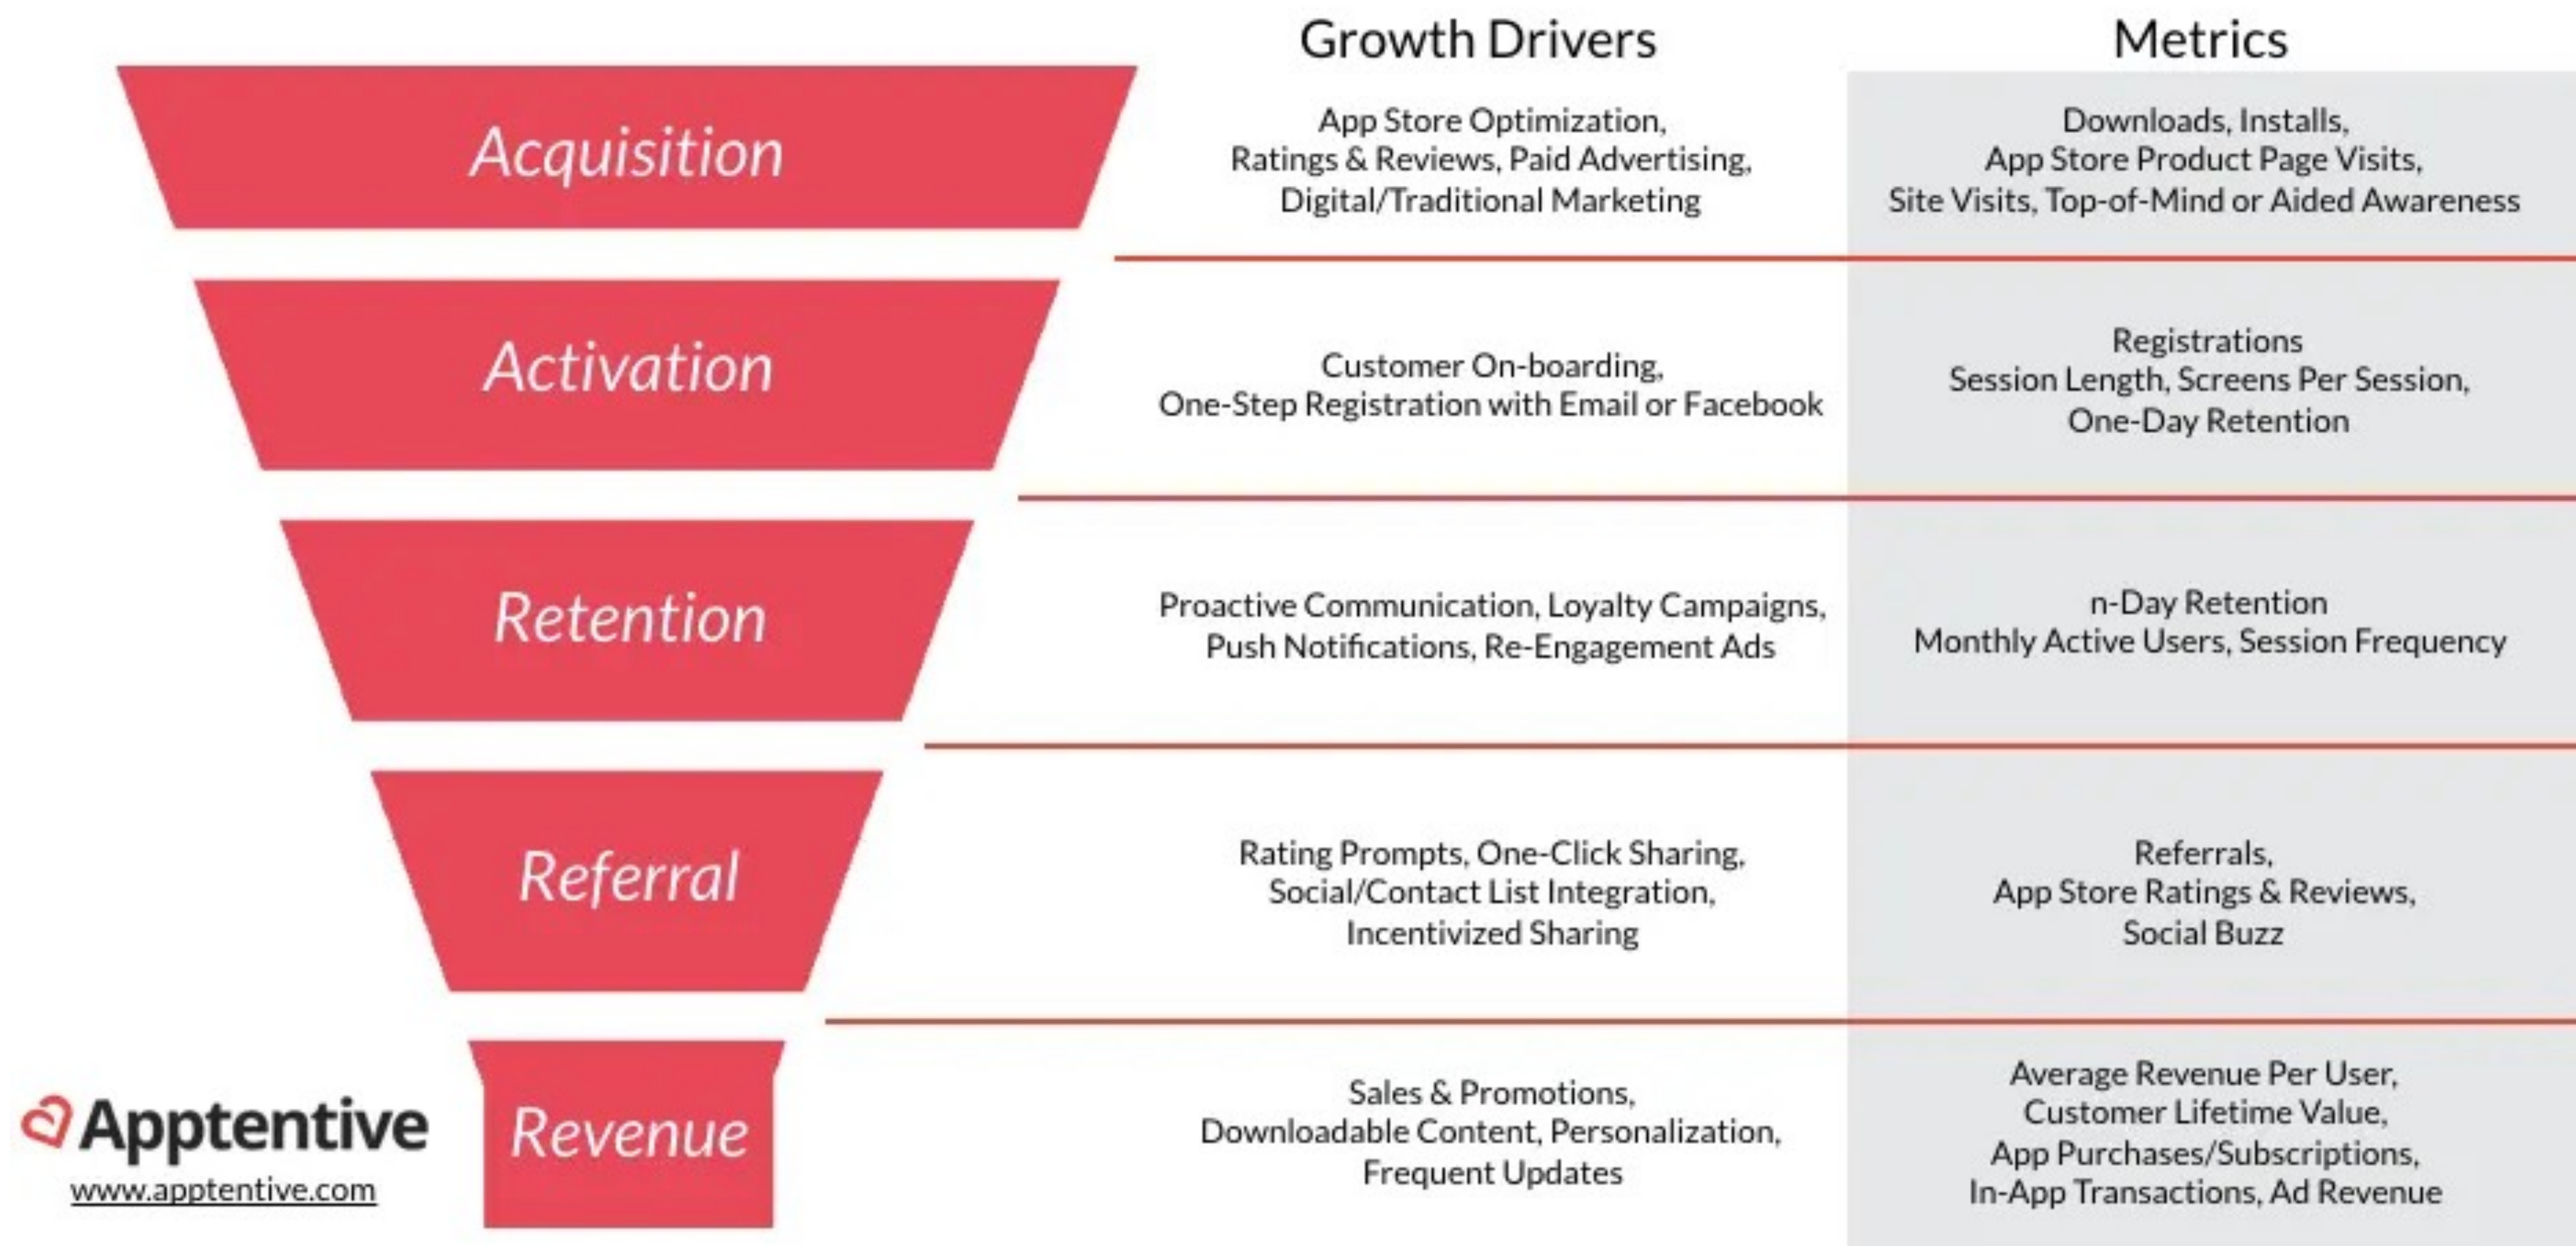 Growth Drivers
Metrics
Acquisition
App Store Optimization,
Ratings & Reviews, Paid Advertising,
Digital/Traditional Marketing
Downloads, Installs,
App Store Product Page Visits,
Site Visits, Top-of-Mind or Aided Awareness
Activation
Customer On-boarding,
One-Step Registration with Email or Facebook
Registrations
Session Length, Screens Per Session,
One-Day Retention
Retention
Proactive Communication, Loyalty Campaigns,
Push Notifications, Re-Engagement Ads
n-Day Retention
Monthly Active Users, Session Frequency
Referral
Rating Prompts, One-Click Sharing,
Social/Contact List Integration,
Incentivized Sharing
Referrals,
App Store Ratings & Reviews,
Social Buzz
Revenue
Sales & Promotions,
Downloadable Content, Personalization,
Frequent Updates
Average Revenue Per User,
Customer Lifetime Value,
App Purchases/Subscriptions,
In-App Transactions, Ad Revenue
Apptentive
www.apptentive.com